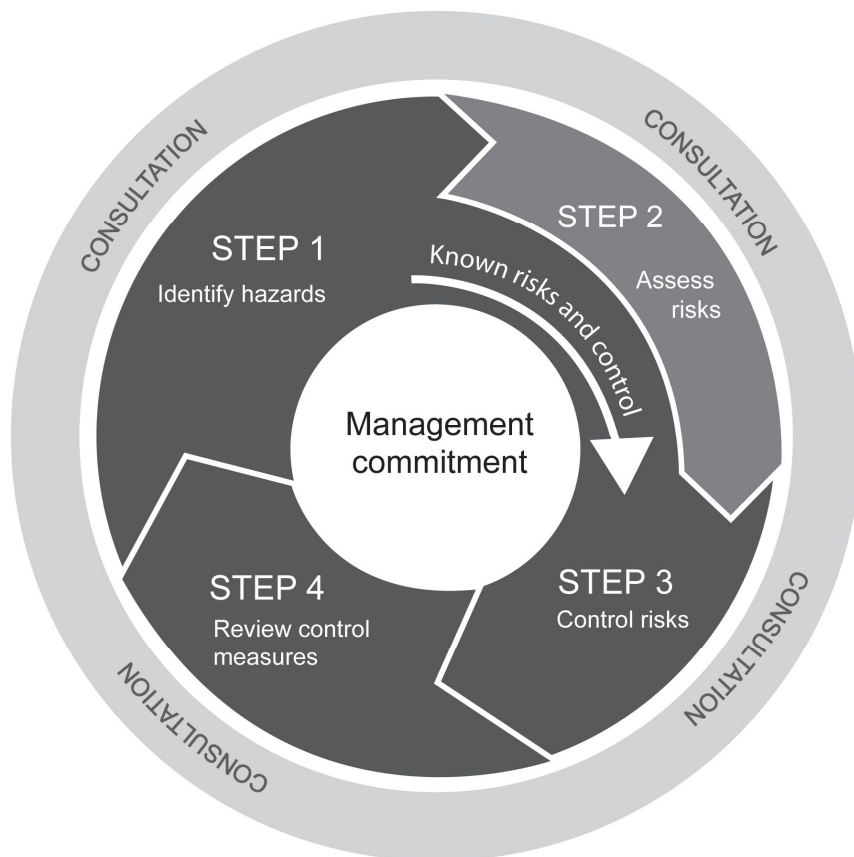 CONSULTATION
CONSULTATION
STEP 1
Identify hazards
STEP 2
Assess
risks
Known risks and control
Management
commitment
STEP 3
Control risks
STEP 4
Review control
measures
CONSULTATION
CONSULTATION